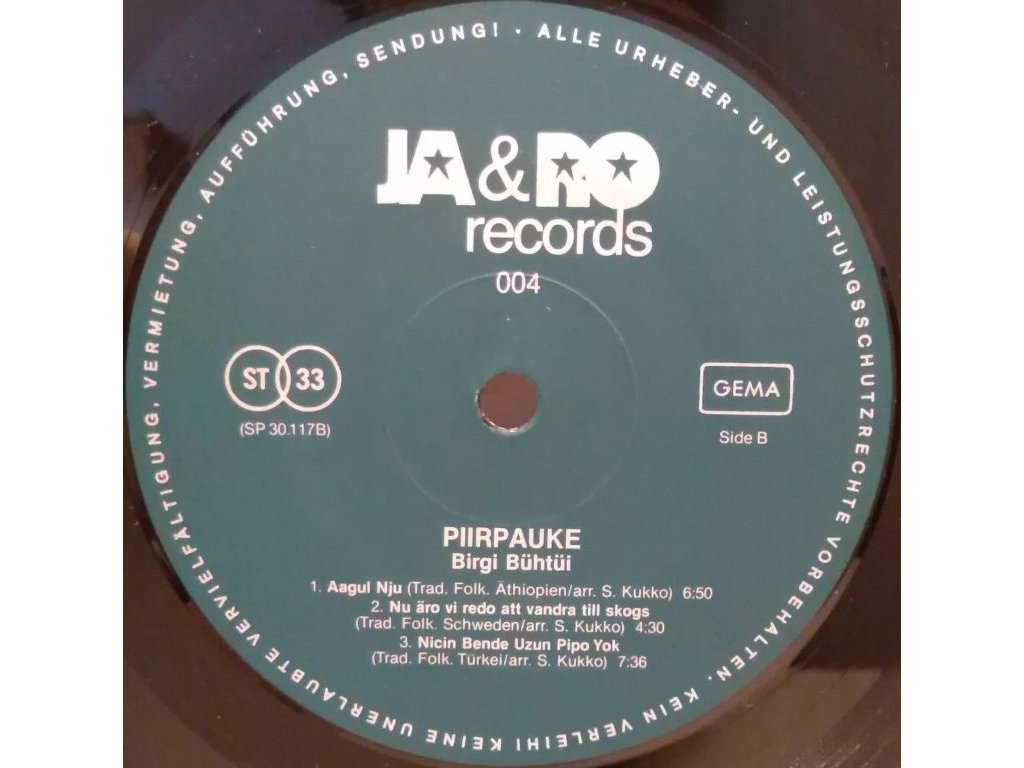 ALLE URHEBER- UND LEISTUNGSSCHUTZRECHTE VORBEHALTEN. KEIN VERLEIH! KEINE UNERLAUBTE VERVIELFÄLTIGUNG, VERMIETUNG, AUFFÜHRUNG, SENDUNG! ·
JA & RO
records
004
ST 33
(SP 30.117B)
GEMA
Side B
PIIRPAUKE
Birgi Bühtüi
1. Aagul Nju (Trad. Folk. Äthiopien/arr. S. Kukko) 6:50
2. Nu äro vi redo att vandra till skogs
(Trad. Folk. Schweden/arr. S. Kukko) 4:30
3. Nicin Bende Uzun Pipo Yok
(Trad. Folk. Türkei/arr. S. Kukko) 7:36